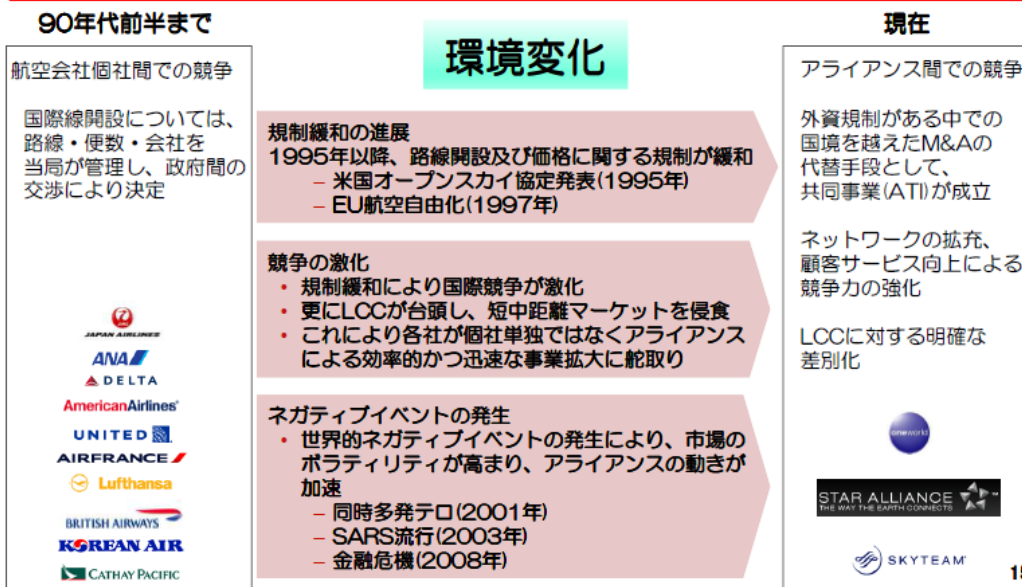 90年代前半まで
環境変化
現在
航空会社個社間での競争
国際線開設については、
路線・便数・会社を
当局が管理し、政府間の
交渉により決定
JAPAN AIRLINES
ANA
DELTA
AmericanAirlines
UNITED
AIRFRANCE
Lufthansa
BRITISH AIRWAYS
KOREAN AIR
CATHAY PACIFIC
規制緩和の進展
1995年以降、路線開設及び価格に関する規制が緩和
– 米国オープンスカイ協定発表(1995年)
– EU航空自由化(1997年)
競争の激化
• 規制緩和により国際競争が激化
• 更にLCCが台頭し、短中距離マーケットを侵食
• これにより各社が個社単独ではなくアライアンス
による効率的かつ迅速な事業拡大に舵取り
ネガティブイベントの発生
• 世界的ネガティブイベントの発生により、市場の
ボラティリティが高まり、アライアンスの動きが
加速
– 同時多発テロ(2001年)
– SARS流行(2003年)
– 金融危機(2008年)
アライアンス間での競争
外資規制がある中での
国境を越えたM&Aの
代替手段として、
共同事業(ATI)が成立
ネットワークの拡充、
顧客サービス向上による
競争力の強化
LCCに対する明確な
差別化
oneworld
STAR ALLIANCE
THE WAY THE EARTH CONNECTS
SKYTEAM